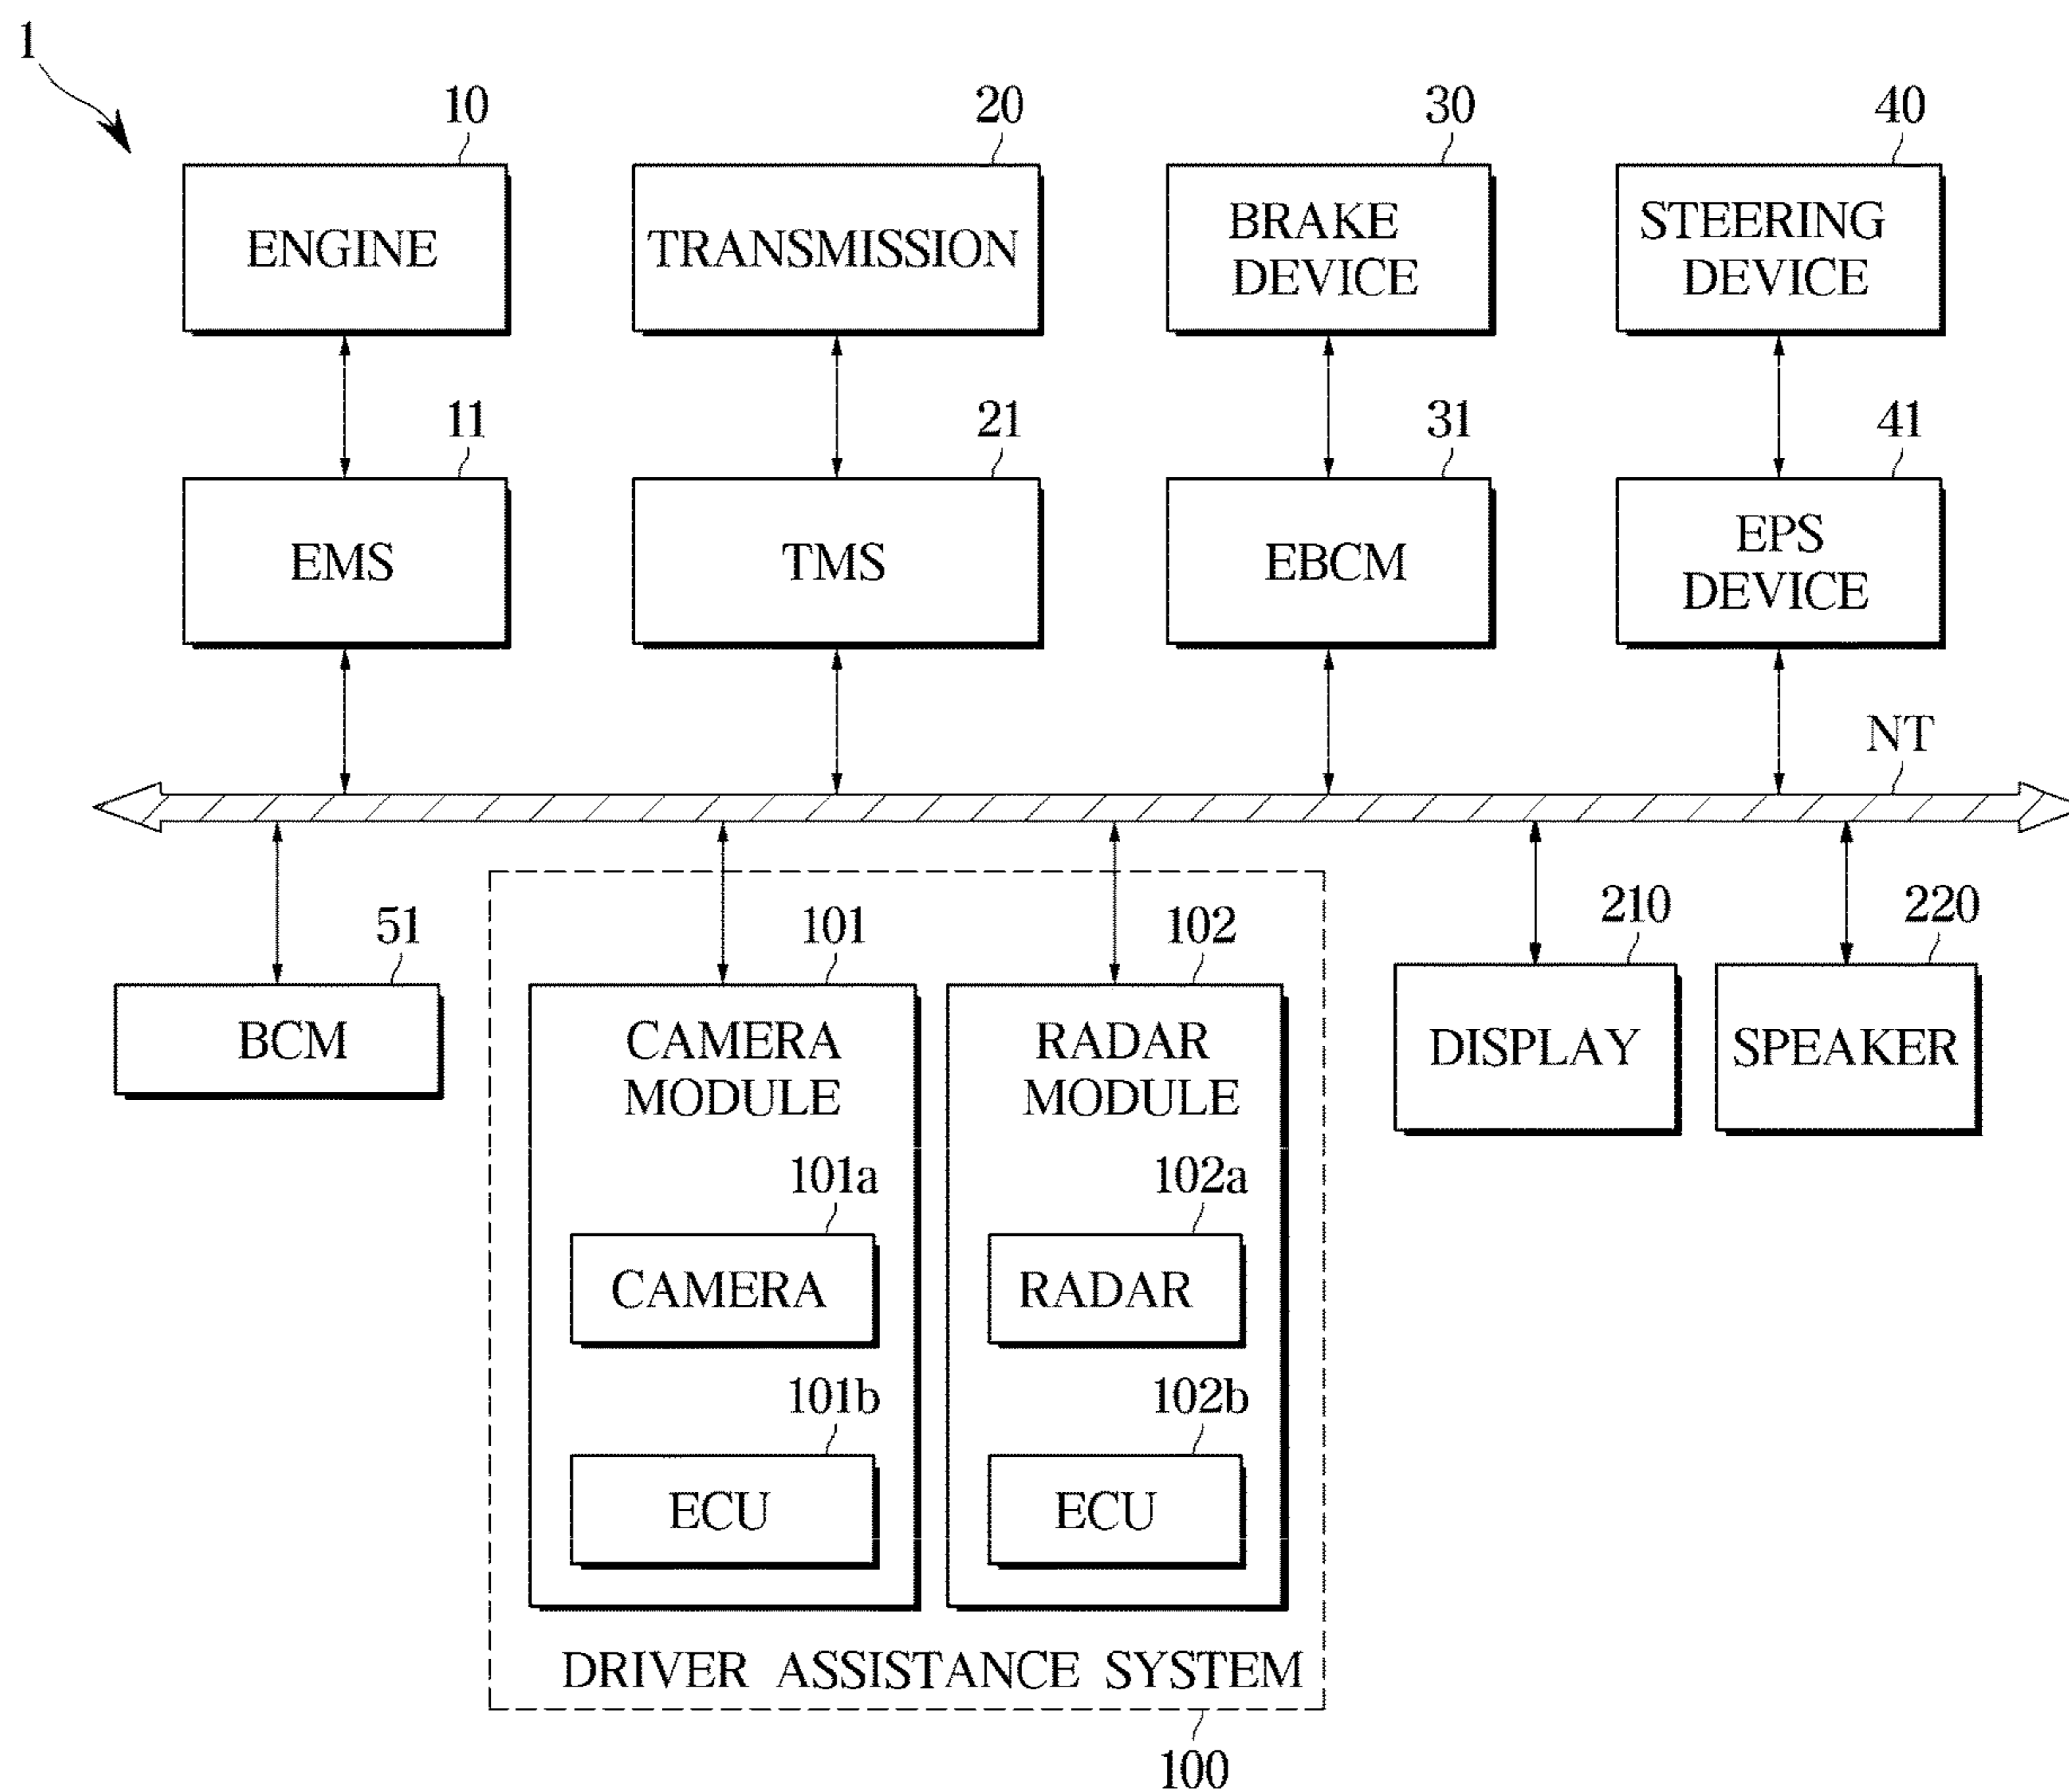 1
10
20
30
40
ENGINE
TRANSMISSION
BRAKE
DEVICE
STEERING
DEVICE
11
21
31
41
EMS
TMS
EBCM
EPS
DEVICE
NT
51
101
102
210
220
BCM
CAMERA
MODULE
RADAR
MODULE
DISPLAY
SPEAKER
101a
102a
CAMERA
RADAR
101b
102b
ECU
ECU
DRIVER ASSISTANCE SYSTEM
100